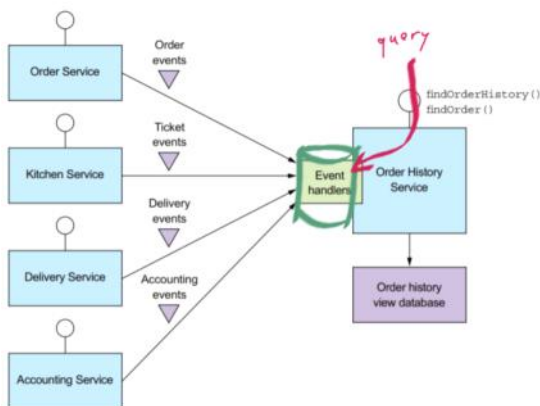 query
Order
events
Order Service
findOrderHistory()
findOrder()
Ticket
events
Kitchen Service
Event
handlers
Order History
Service
Delivery
events
Delivery Service
Accounting
events
Order history
view database
Accounting Service